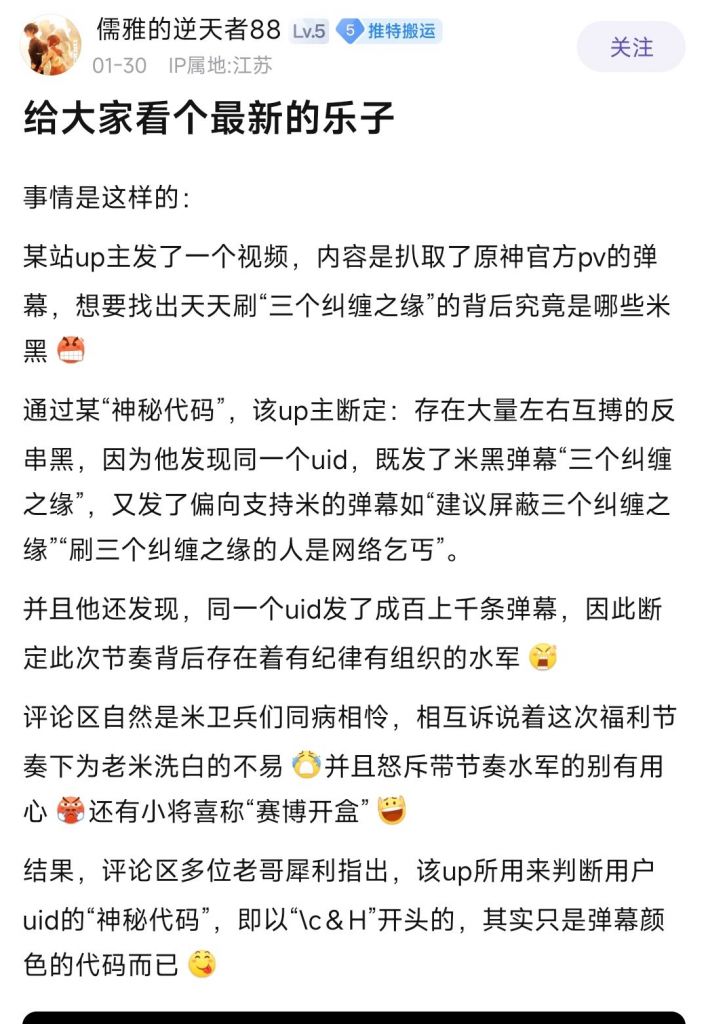 儒雅的逆天者88 Lv.5 5 推特搬运
01-30 IP属地:江苏
关注
给大家看个最新的乐子
事情是这样的：
某站up主发了一个视频，内容是扒取了原神官方pv的弹
幕，想要找出天天刷“三个纠缠之缘”的背后究竟是哪些米
黑
通过某“神秘代码”，该up主断定：存在大量左右互搏的反
串黑，因为他发现同一个uid，既发了米黑弹幕“三个纠缠
之缘”，又发了偏向支持米的弹幕如“建议屏蔽三个纠缠之
缘”“刷三个纠缠之缘的人是网络乞丐”。
并且他还发现，同一个uid发了成百上千条弹幕，因此断
定此次节奏背后存在着有纪律有组织的水军
评论区自然是米卫兵们同病相怜，相互诉说着这次福利节
奏下为老米洗白的不易 并且怒斥带节奏水军的别有用
心 还有小将喜称“赛博开盒”
结果，评论区多位老哥犀利指出，该up所用来判断用户
uid的“神秘代码”，即以“\c＆H”开头的，其实只是弹幕颜
色的代码而已